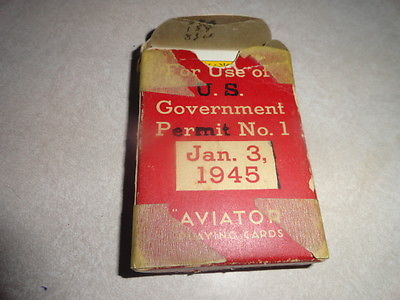 For Use of
U. S.
Government
Permit No. 1
Jan. 3,
1945
AVIATOR
PLAYING CARDS